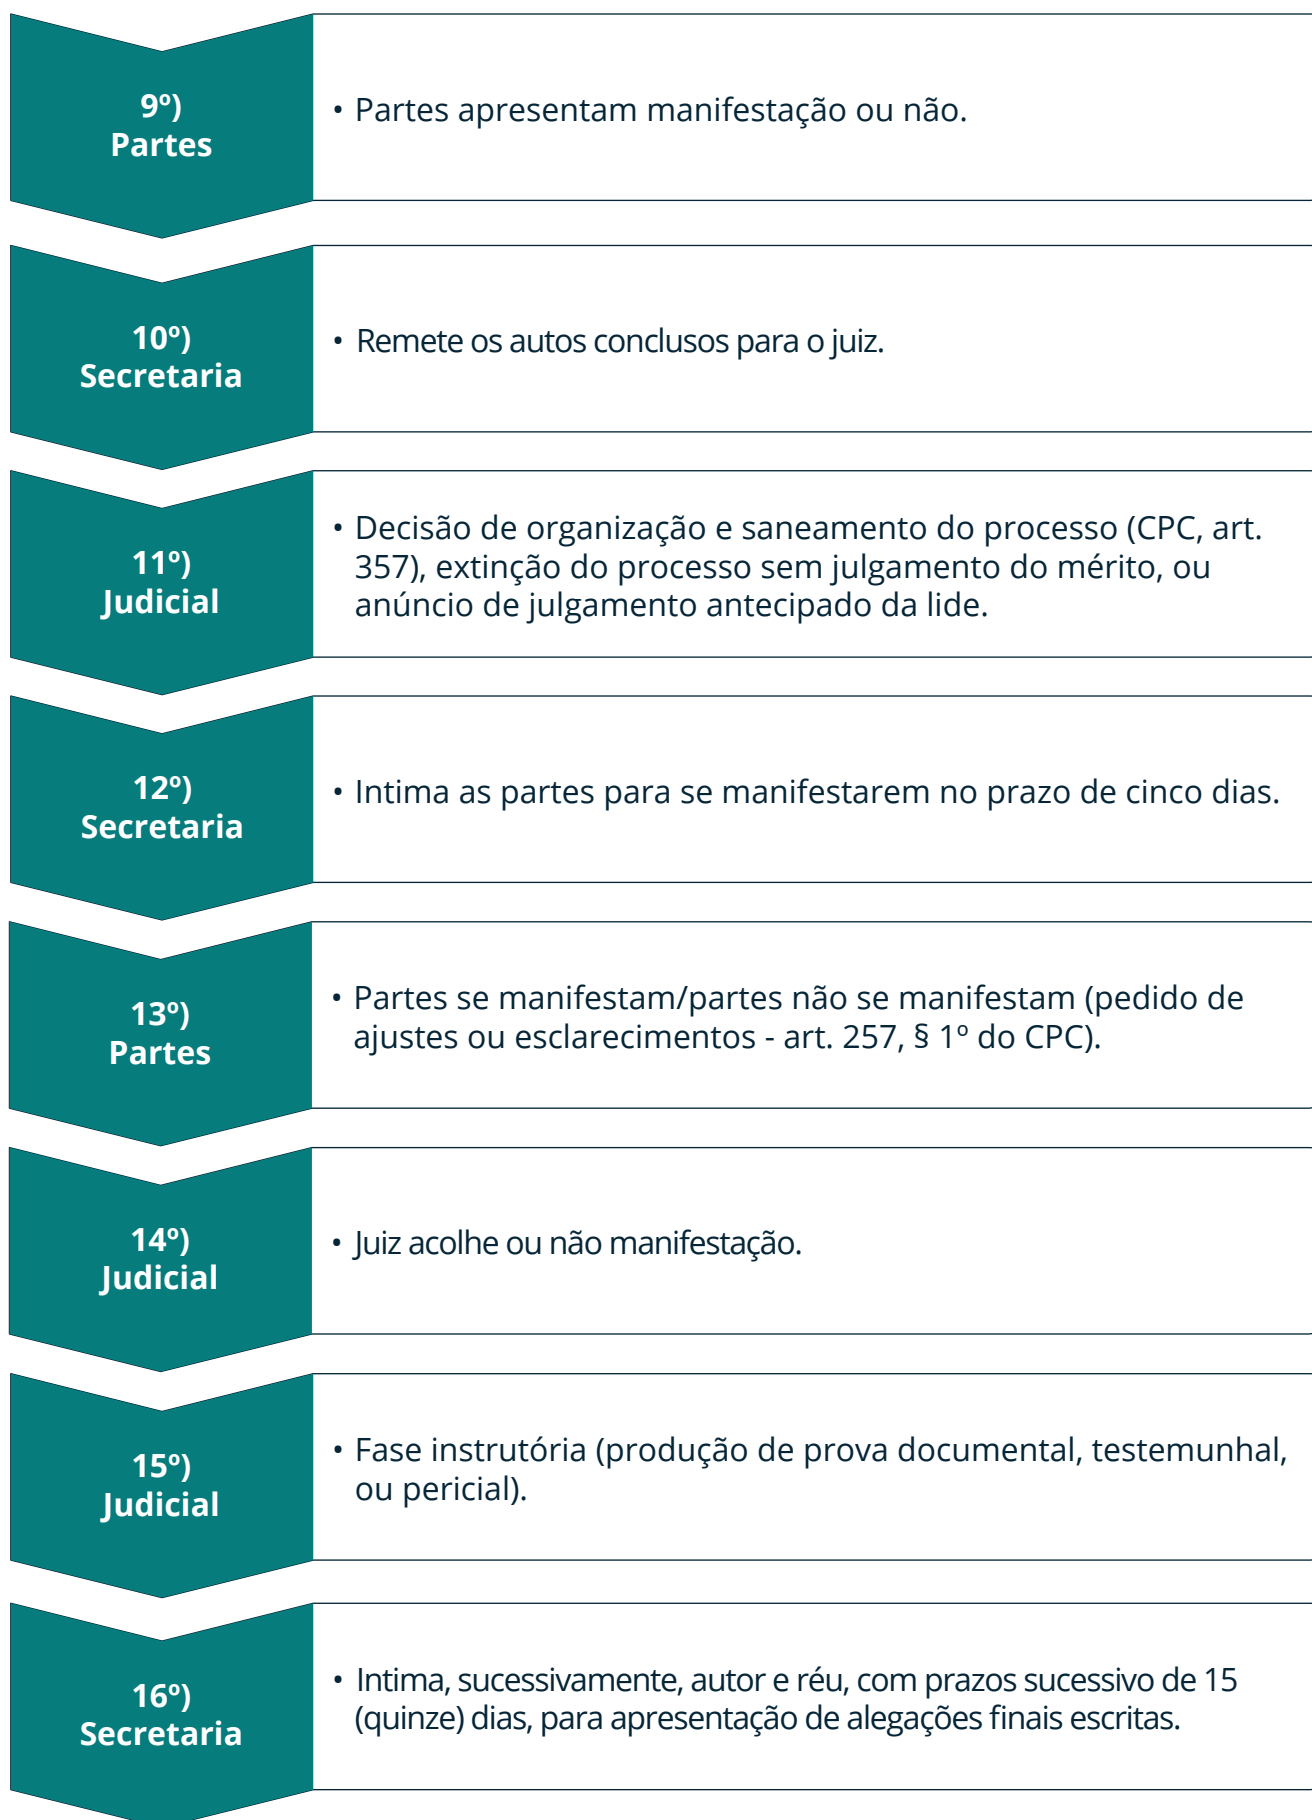 9º)
Partes
• Partes apresentam manifestação ou não.
10º)
Secretaria
• Remete os autos conclusos para o juiz.
11º)
Judicial
• Decisão de organização e saneamento do processo (CPC, art.
357), extinção do processo sem julgamento do mérito, ou
anúncio de julgamento antecipado da lide.
12º)
Secretaria
• Intima as partes para se manifestarem no prazo de cinco dias.
13º)
Partes
• Partes se manifestam/partes não se manifestam (pedido de
ajustes ou esclarecimentos - art. 257, § 1º do CPC).
14º)
Judicial
• Juiz acolhe ou não manifestação.
15º)
Judicial
• Fase instrutória (produção de prova documental, testemunhal,
ou pericial).
16º)
Secretaria
• Intima, sucessivamente, autor e réu, com prazos sucessivo de 15
(quinze) dias, para apresentação de alegações finais escritas.